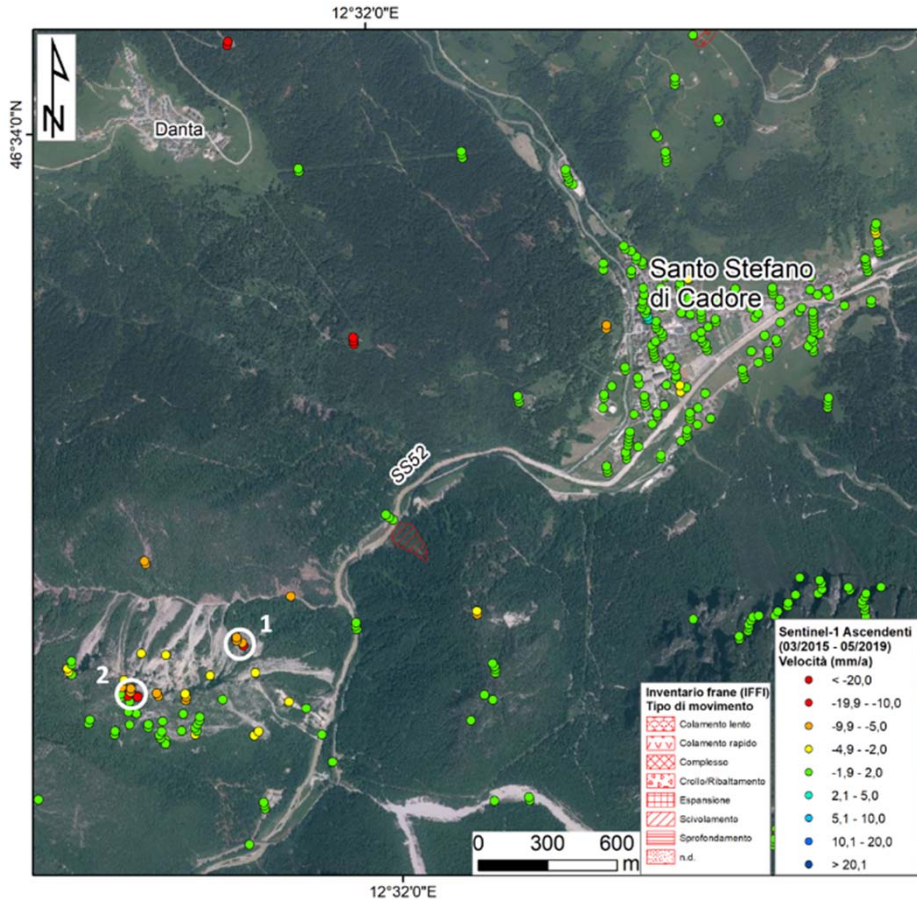 12°32'0"E
46°34'0"N
N
Danta
Santo Stefano
di Cadore
SS52
1
2
Sentinel-1 Ascendenti
(03/2015 - 05/2019)
Velocità (mm/a)
< -20,0
-19,9 - -10,0
-9,9 - -5,0
-4,9 - -2,0
-1,9 - 2,0
2,1 - 5,0
5,1 - 10,0
10,1 - 20,0
> 20,1
Inventario frane (IFFI)
Tipo di movimento
Colamento lento
Colamento rapido
Complesso
Crollo/Ribaltamento
Espansione
Scivolamento
Sprofondamento
n.d.
0 300 600
m
12°32'0"E